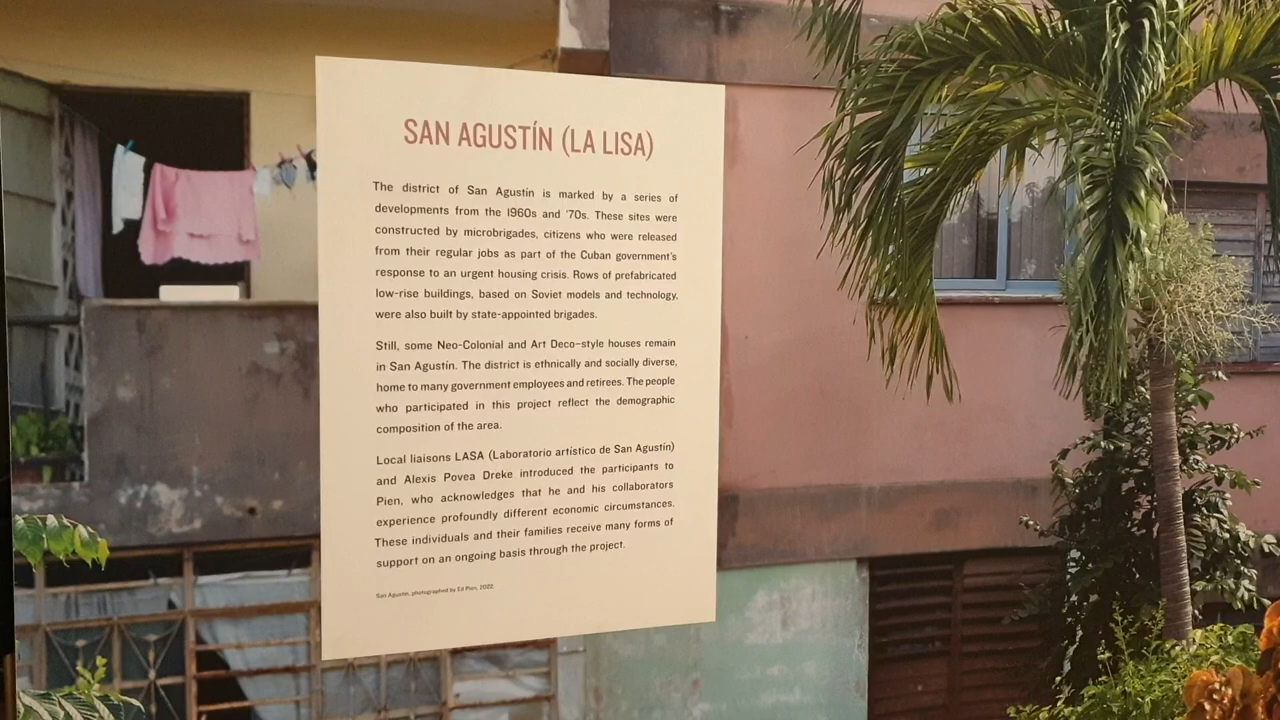 SAN AGUSTÍN (LA LISA)
The district of San Agustín is marked by a series of
developments from the 1960s and '70s. These sites were
constructed by microbrigades, citizens who were released
from their regular jobs as part of the Cuban government's
response to an urgent housing crisis. Rows of prefabricated
low-rise buildings, based on Soviet models and technology,
were also built by state-appointed brigades.
Still, some Neo-Colonial and Art Deco–style houses remain
in San Agustín. The district is ethnically and socially diverse,
home to many government employees and retirees. The people
who participated in this project reflect the demographic
composition of the area.
Local liaisons LASA (Laboratorio artístico de San Agustín)
and Alexis Povea Dreke introduced the participants to
Pien, who acknowledges that he and his collaborators
experience profoundly different economic circumstances.
These individuals and their families receive many forms of
support on an ongoing basis through the project.
San Agustín, photographed by Ed Pien, 2022.